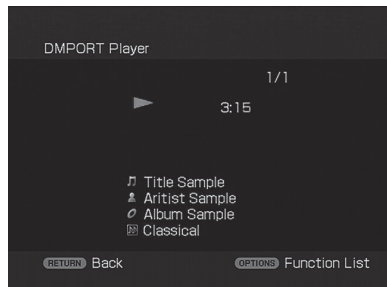 DMPORT Player
1/1
3:15
Title Sample
Aritist Sample
Album Sample
Classical
RETURN Back
OPTIONS Function List